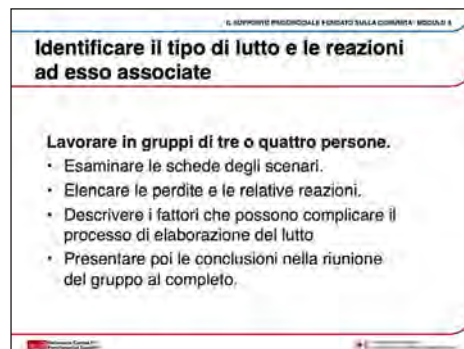 IL SUPPORTO PSICOSOCIALE FONDATO SULLA COMUNITÀ · MODULO 5
Identificare il tipo di lutto e le reazioni
ad esso associate
Lavorare in gruppi di tre o quattro persone.
• Esaminare le schede degli scenari.
• Elencare le perdite e le relative reazioni.
• Descrivere i fattori che possono complicare il
processo di elaborazione del lutto
• Presentare poi le conclusioni nella riunione
del gruppo al completo.